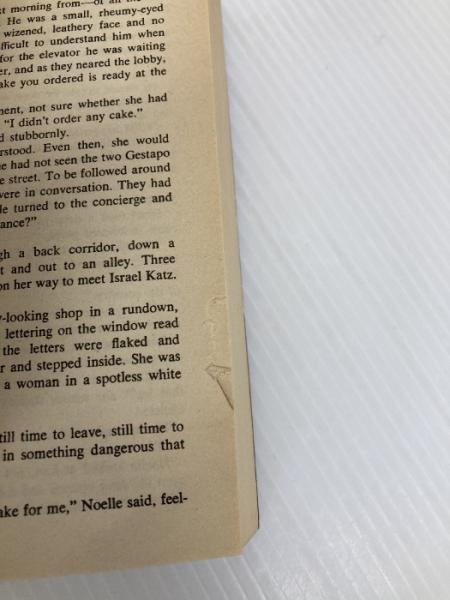 t morning from—of all the
. He was a small, rheumy-eyed
wizened, leathery face and no
fficult to understand him when
for the elevator he was waiting
er, and as they neared the lobby,
ake you ordered is ready at the
ment, not sure whether she had
"I didn't order any cake."
d stubbornly.
rstood. Even then, she would
e had not seen the two Gestapo
e street. To be followed around
were in conversation. They had
le turned to the concierge and
ance?"
gh a back corridor, down a
t and out to an alley. Three
on her way to meet Israel Katz.
y-looking shop in a rundown,
lettering on the window read
the letters were flaked and
r and stepped inside. She was
a woman in a spotless white
till time to leave, still time to
in something dangerous that
ake for me," Noelle said, feel-